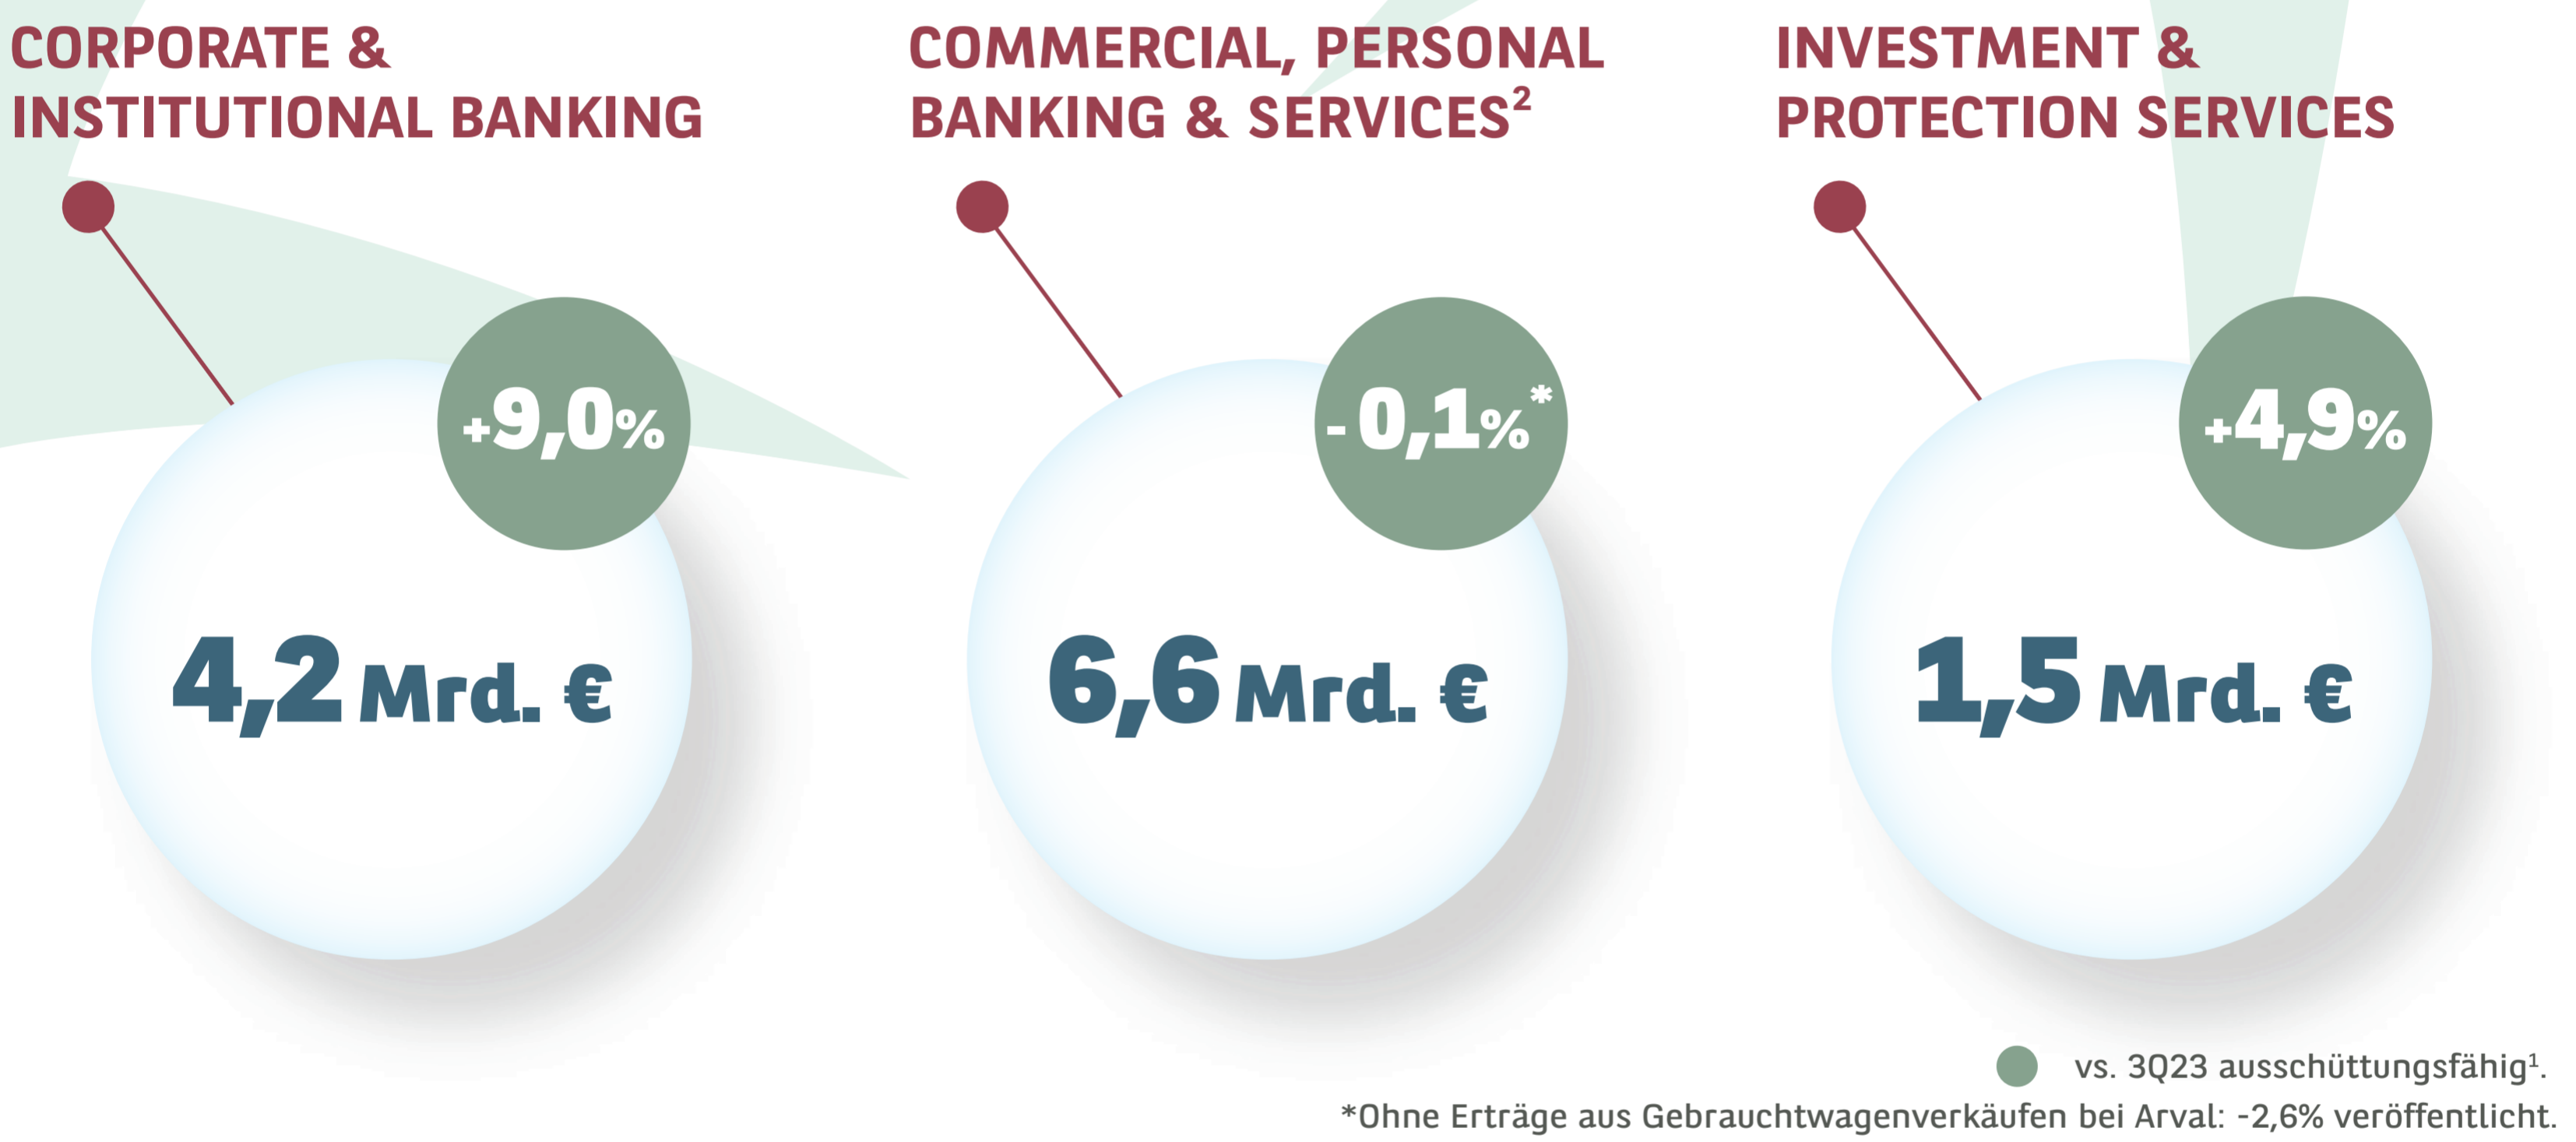 CORPORATE &
INSTITUTIONAL BANKING
+9,0%
4,2 Mrd. €
COMMERCIAL, PERSONAL
BANKING & SERVICES²
- 0,1%*
6,6 Mrd. €
INVESTMENT &
PROTECTION SERVICES
+4,9%
1,5 Mrd. €
vs. 3Q23 ausschüttungsfähig¹.
*Ohne Erträge aus Gebrauchtwagenverkäufen bei Arval: -2,6% veröffentlicht.